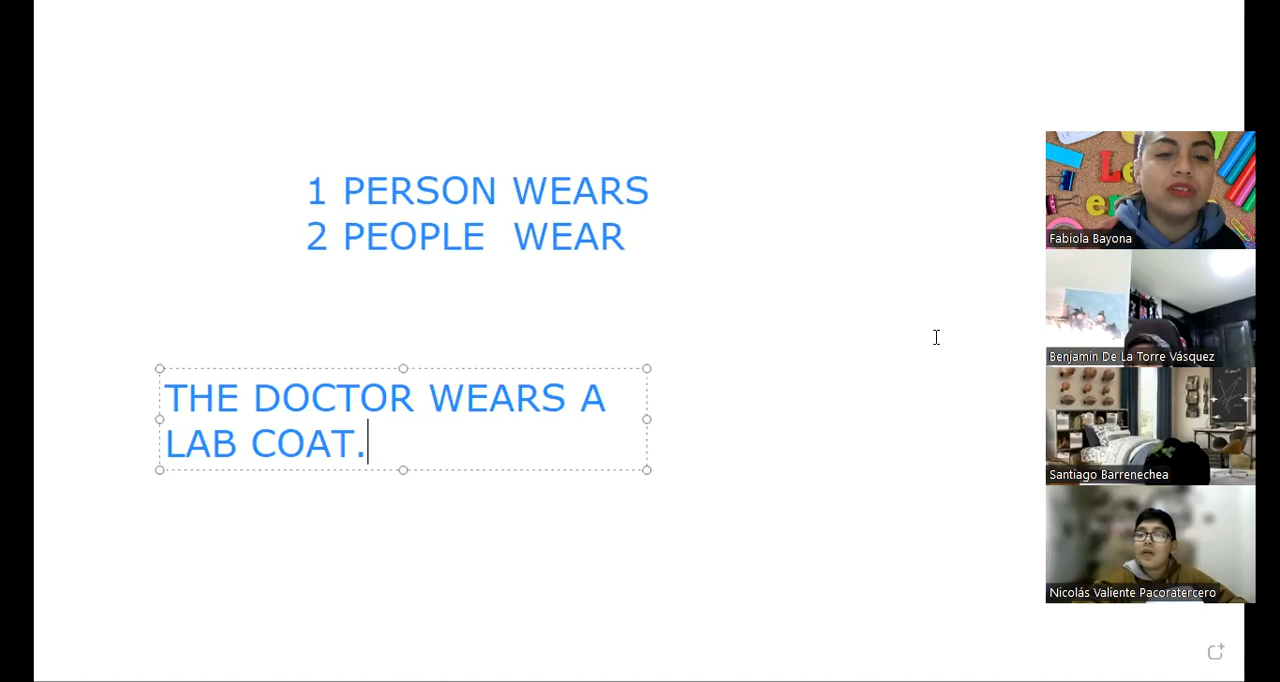 1 PERSON WEARS
2 PEOPLE WEAR
THE DOCTOR WEARS A
LAB COAT.
Fabiola Bayona
Benjamin De La Torre Vásquez
Santiago Barrenechea
Nicolás Valiente Pacoratercero